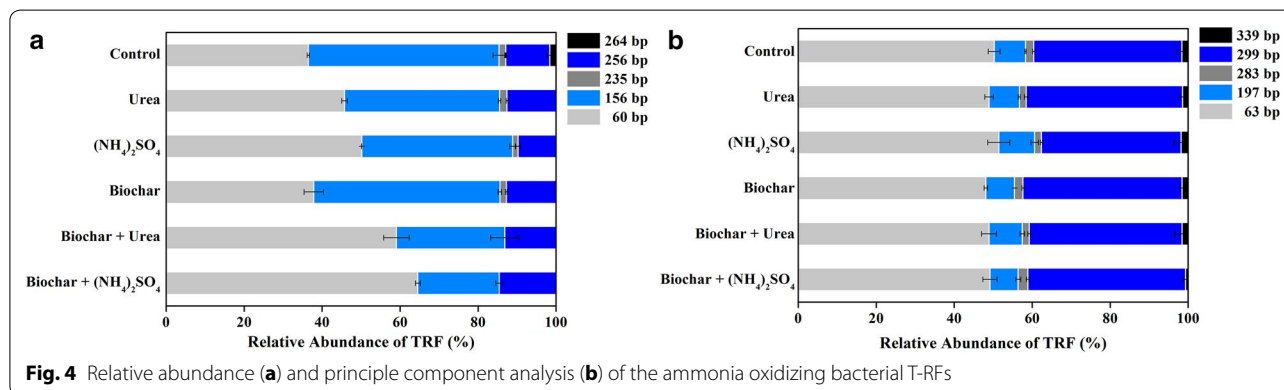 a
Control
Urea
(NH₄)₂SO₄
Biochar
Biochar + Urea
Biochar + (NH₄)₂SO₄
0 20 40 60 80 100
Relative Abundance of TRF (%)
264 bp
256 bp
235 bp
156 bp
60 bp
b
Control
Urea
(NH₄)₂SO₄
Biochar
Biochar + Urea
Biochar + (NH₄)₂SO₄
0 20 40 60 80 100
Relative Abundance of TRF (%)
339 bp
299 bp
283 bp
197 bp
63 bp
Fig. 4 Relative abundance (a) and principle component analysis (b) of the ammonia oxidizing bacterial T-RFs